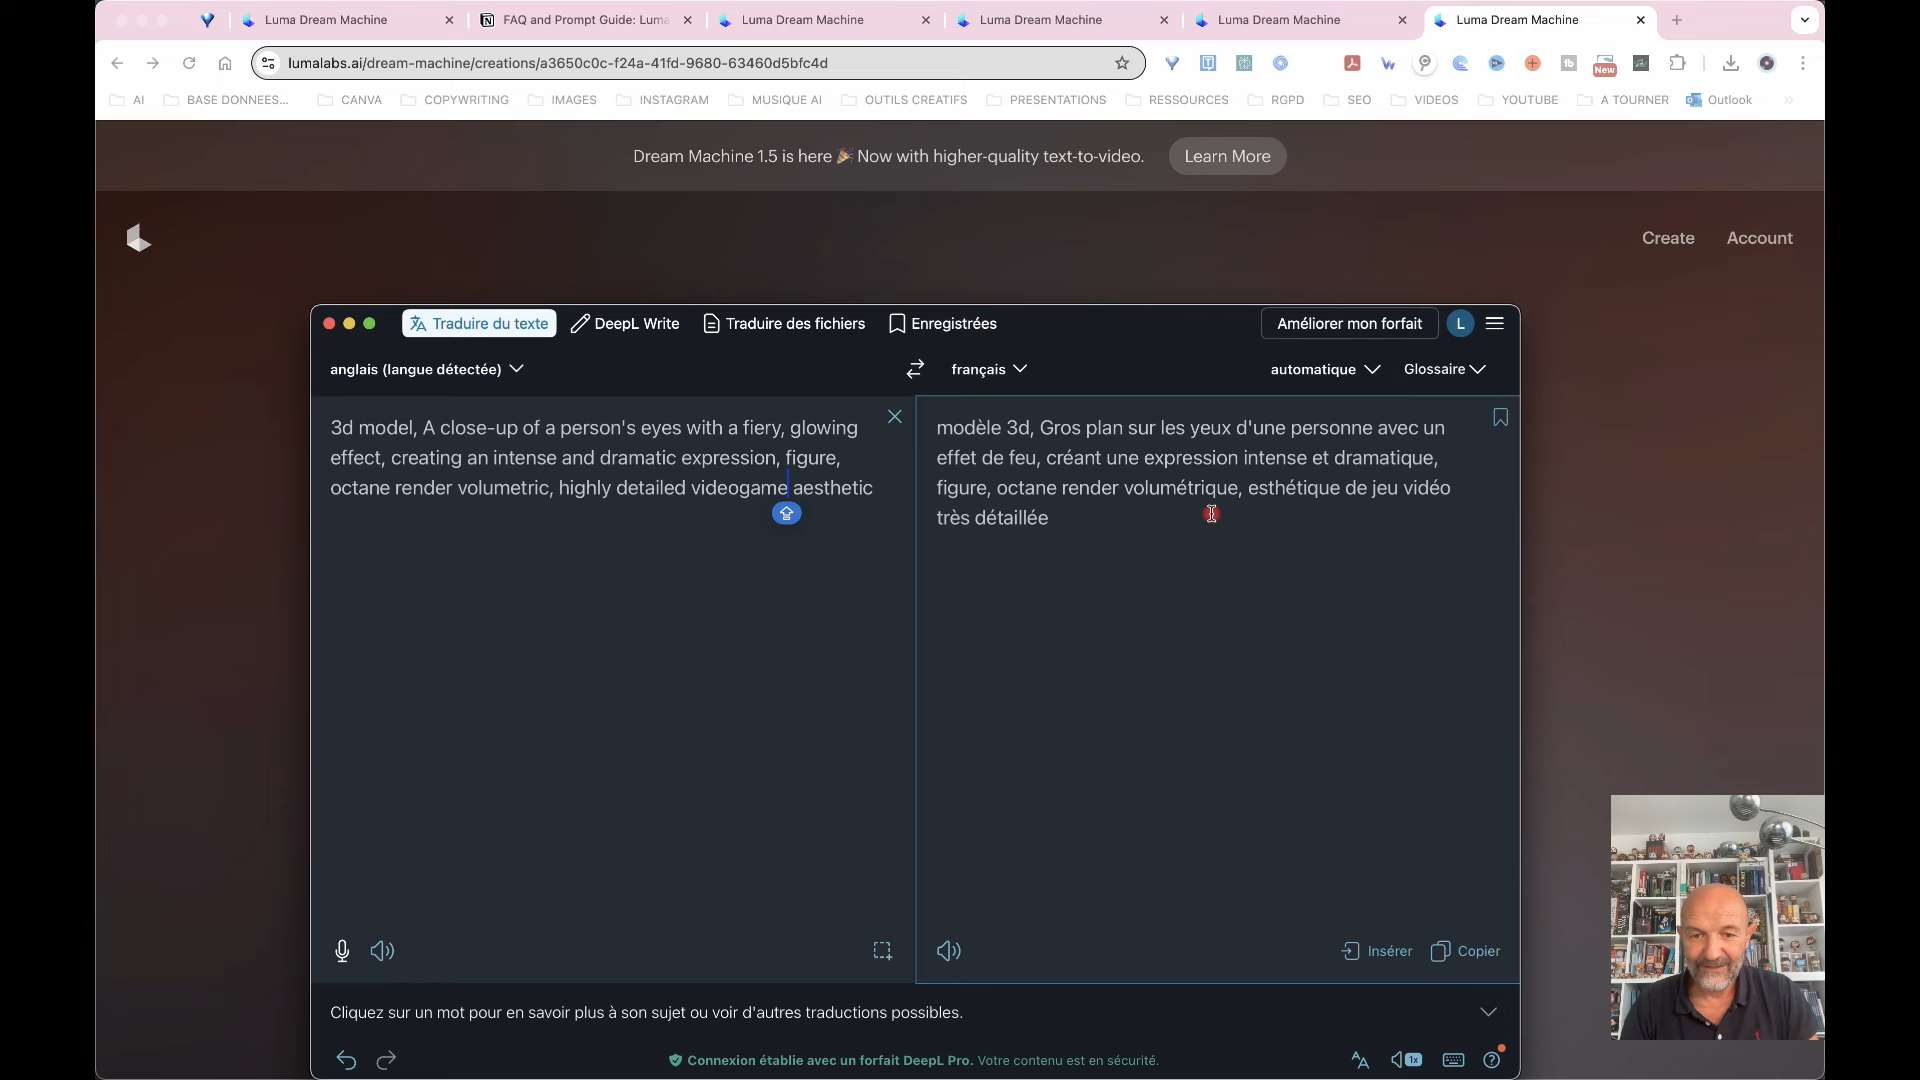 Luma Dream Machine
FAQ and Prompt Guide: Luma
Luma Dream Machine
Luma Dream Machine
Luma Dream Machine
Luma Dream Machine
lumalabs.ai/dream-machine/creations/a3650c0c-f24a-41fd-9680-63460d5bfc4d
New
AI
BASE DONNEES...
CANVA
COPYWRITING
IMAGES
INSTAGRAM
MUSIQUE AI
OUTILS CREATIFS
PRESENTATIONS
RESSOURCES
RGPD
SEO
VIDEOS
YOUTUBE
A TOURNER
Outlook
Dream Machine 1.5 is here 🎉 Now with higher-quality text-to-video.
Learn More
Create
Account
Traduire du texte
DeepL Write
Traduire des fichiers
Enregistrées
Améliorer mon forfait
L
anglais (langue détectée)
français
automatique
Glossaire
3d model, A close-up of a person's eyes with a fiery, glowing
effect, creating an intense and dramatic expression, figure,
octane render volumetric, highly detailed videogame aesthetic
modèle 3d, Gros plan sur les yeux d'une personne avec un
effet de feu, créant une expression intense et dramatique,
figure, octane render volumétrique, esthétique de jeu vidéo
très détaillée
Insérer
Copier
Cliquez sur un mot pour en savoir plus à son sujet ou voir d'autres traductions possibles.
Connexion établie avec un forfait DeepL Pro. Votre contenu est en sécurité.
1x